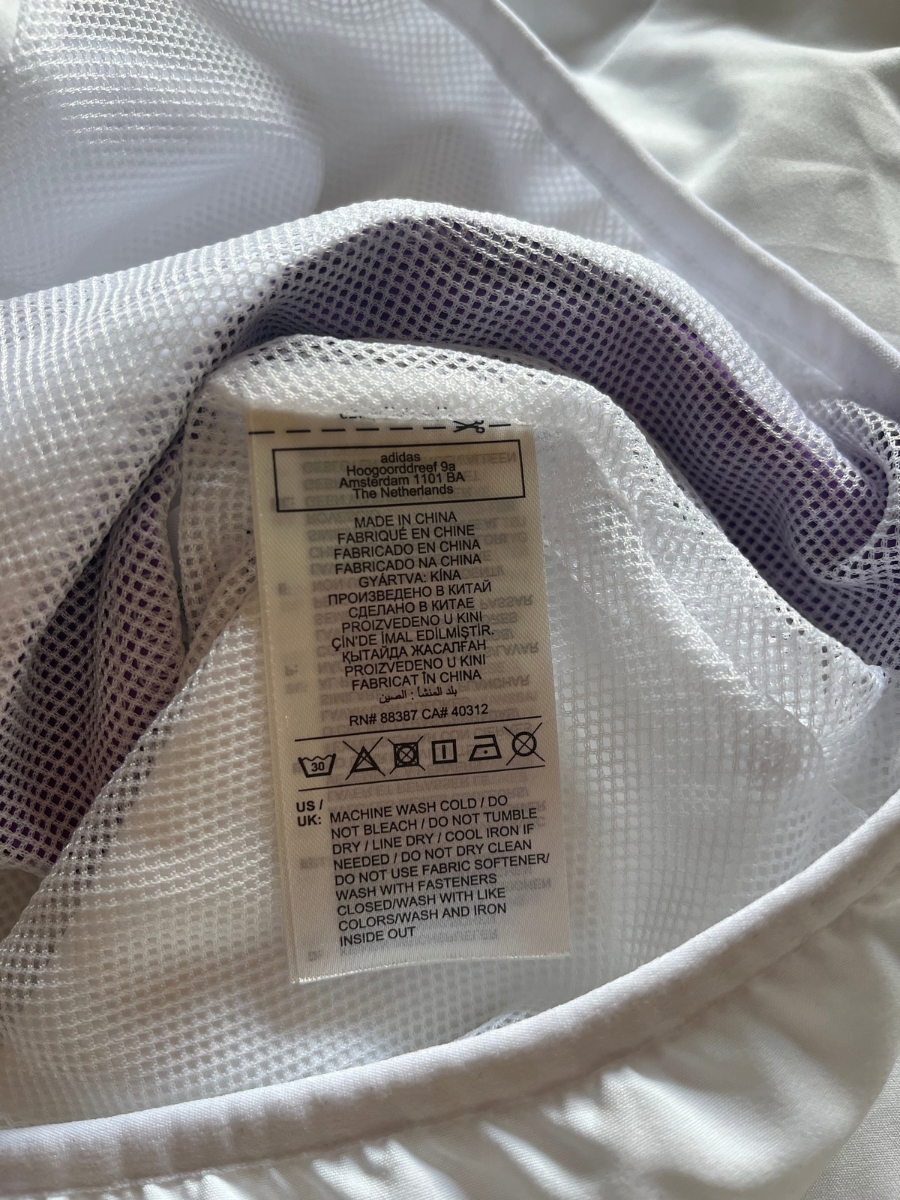 adidas
Hoogoorddreef 9a
Amsterdam 1101 BA
The Netherlands
MADE IN CHINA
FABRIQUÉ EN CHINE
FABRICADO EN CHINA
FABRICADO NA CHINA
GYÁRTVA: KÍNA
ПРОИЗВЕДЕНО В КИТАЙ
СДЕЛАНО В КИТАЕ
PROIZVEDENO U KINI
ÇIN'DE IMAL EDİLMİŞTİR.
ҚЫТАЙДА ЖАСАЛҒАН
PROIZVEDENO U KINI
FABRICAT ÎN CHINA
بلد المنشأ : الصين
RN# 88387 CA# 40312
30
US / UK: MACHINE WASH COLD / DO
NOT BLEACH / DO NOT TUMBLE
DRY / LINE DRY / COOL IRON IF
NEEDED / DO NOT DRY CLEAN
DO NOT USE FABRIC SOFTENER/
WASH WITH FASTENERS
CLOSED/WASH WITH LIKE
COLORS/WASH AND IRON
INSIDE OUT